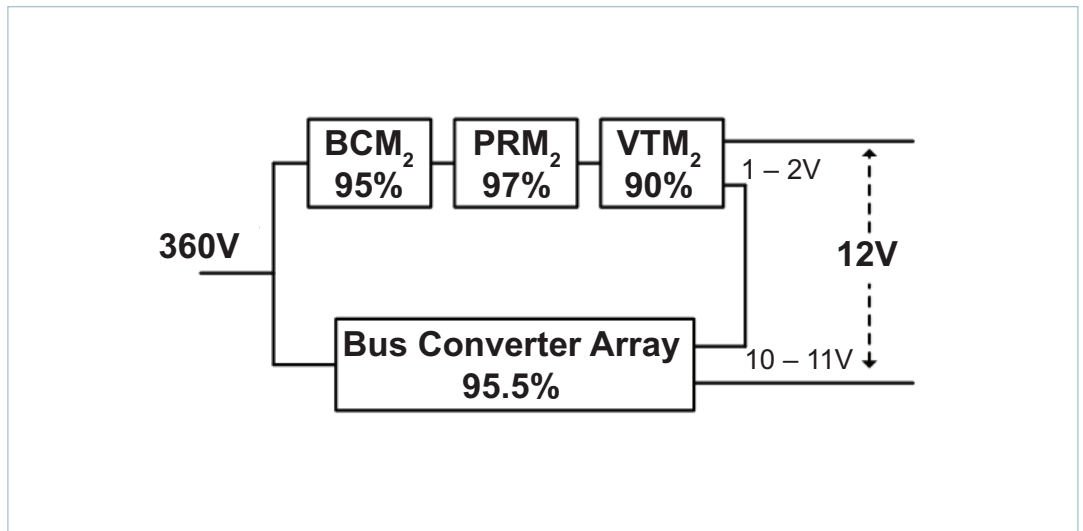 BCM₂
95%
PRM₂
97%
VTM₂
90%
1 – 2V
360V
12V
Bus Converter Array
95.5%
10 – 11V